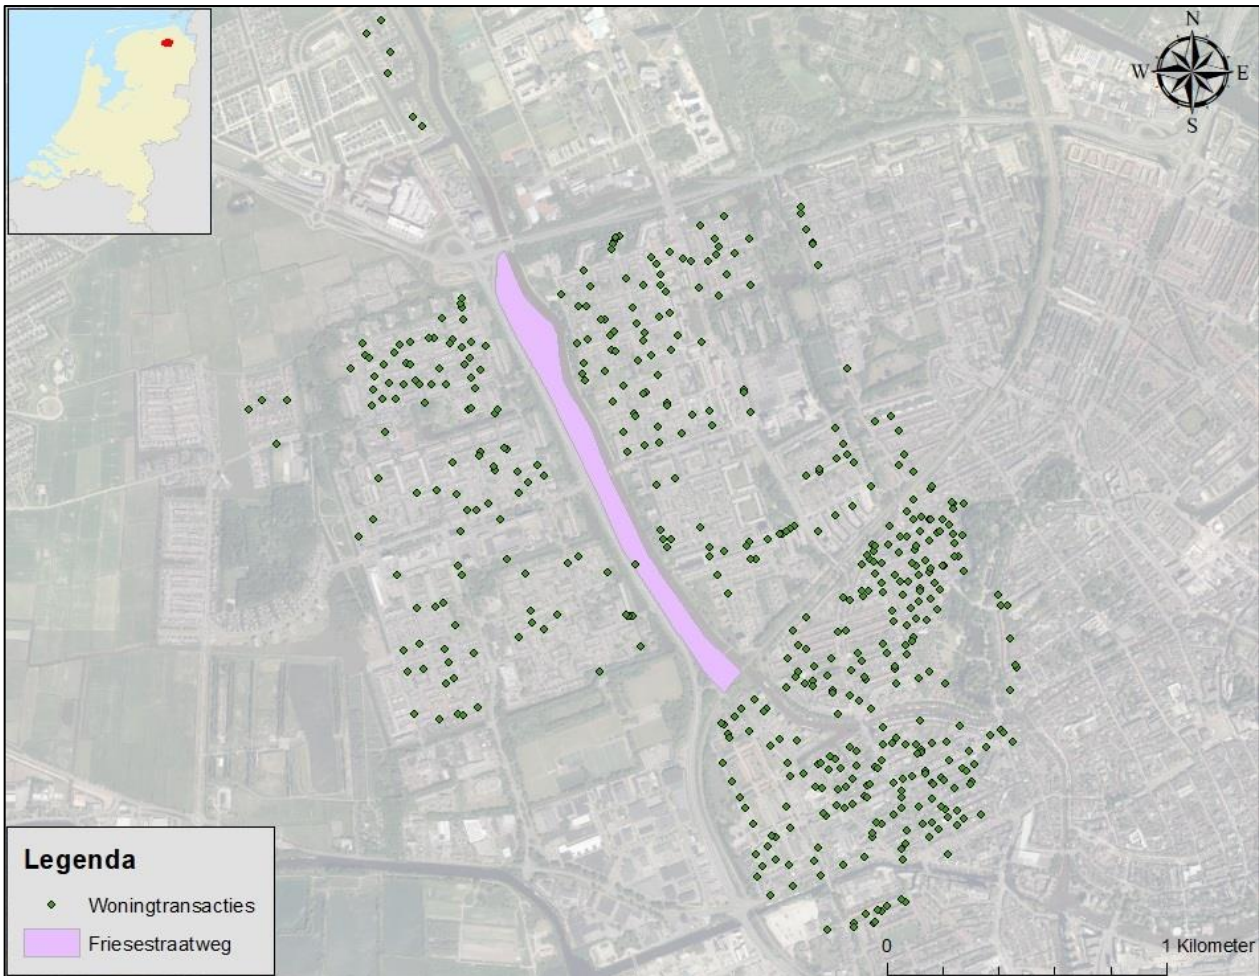 N
W E
S
Legenda
Woningtransacties
Friesestraatweg
0 1 Kilometer